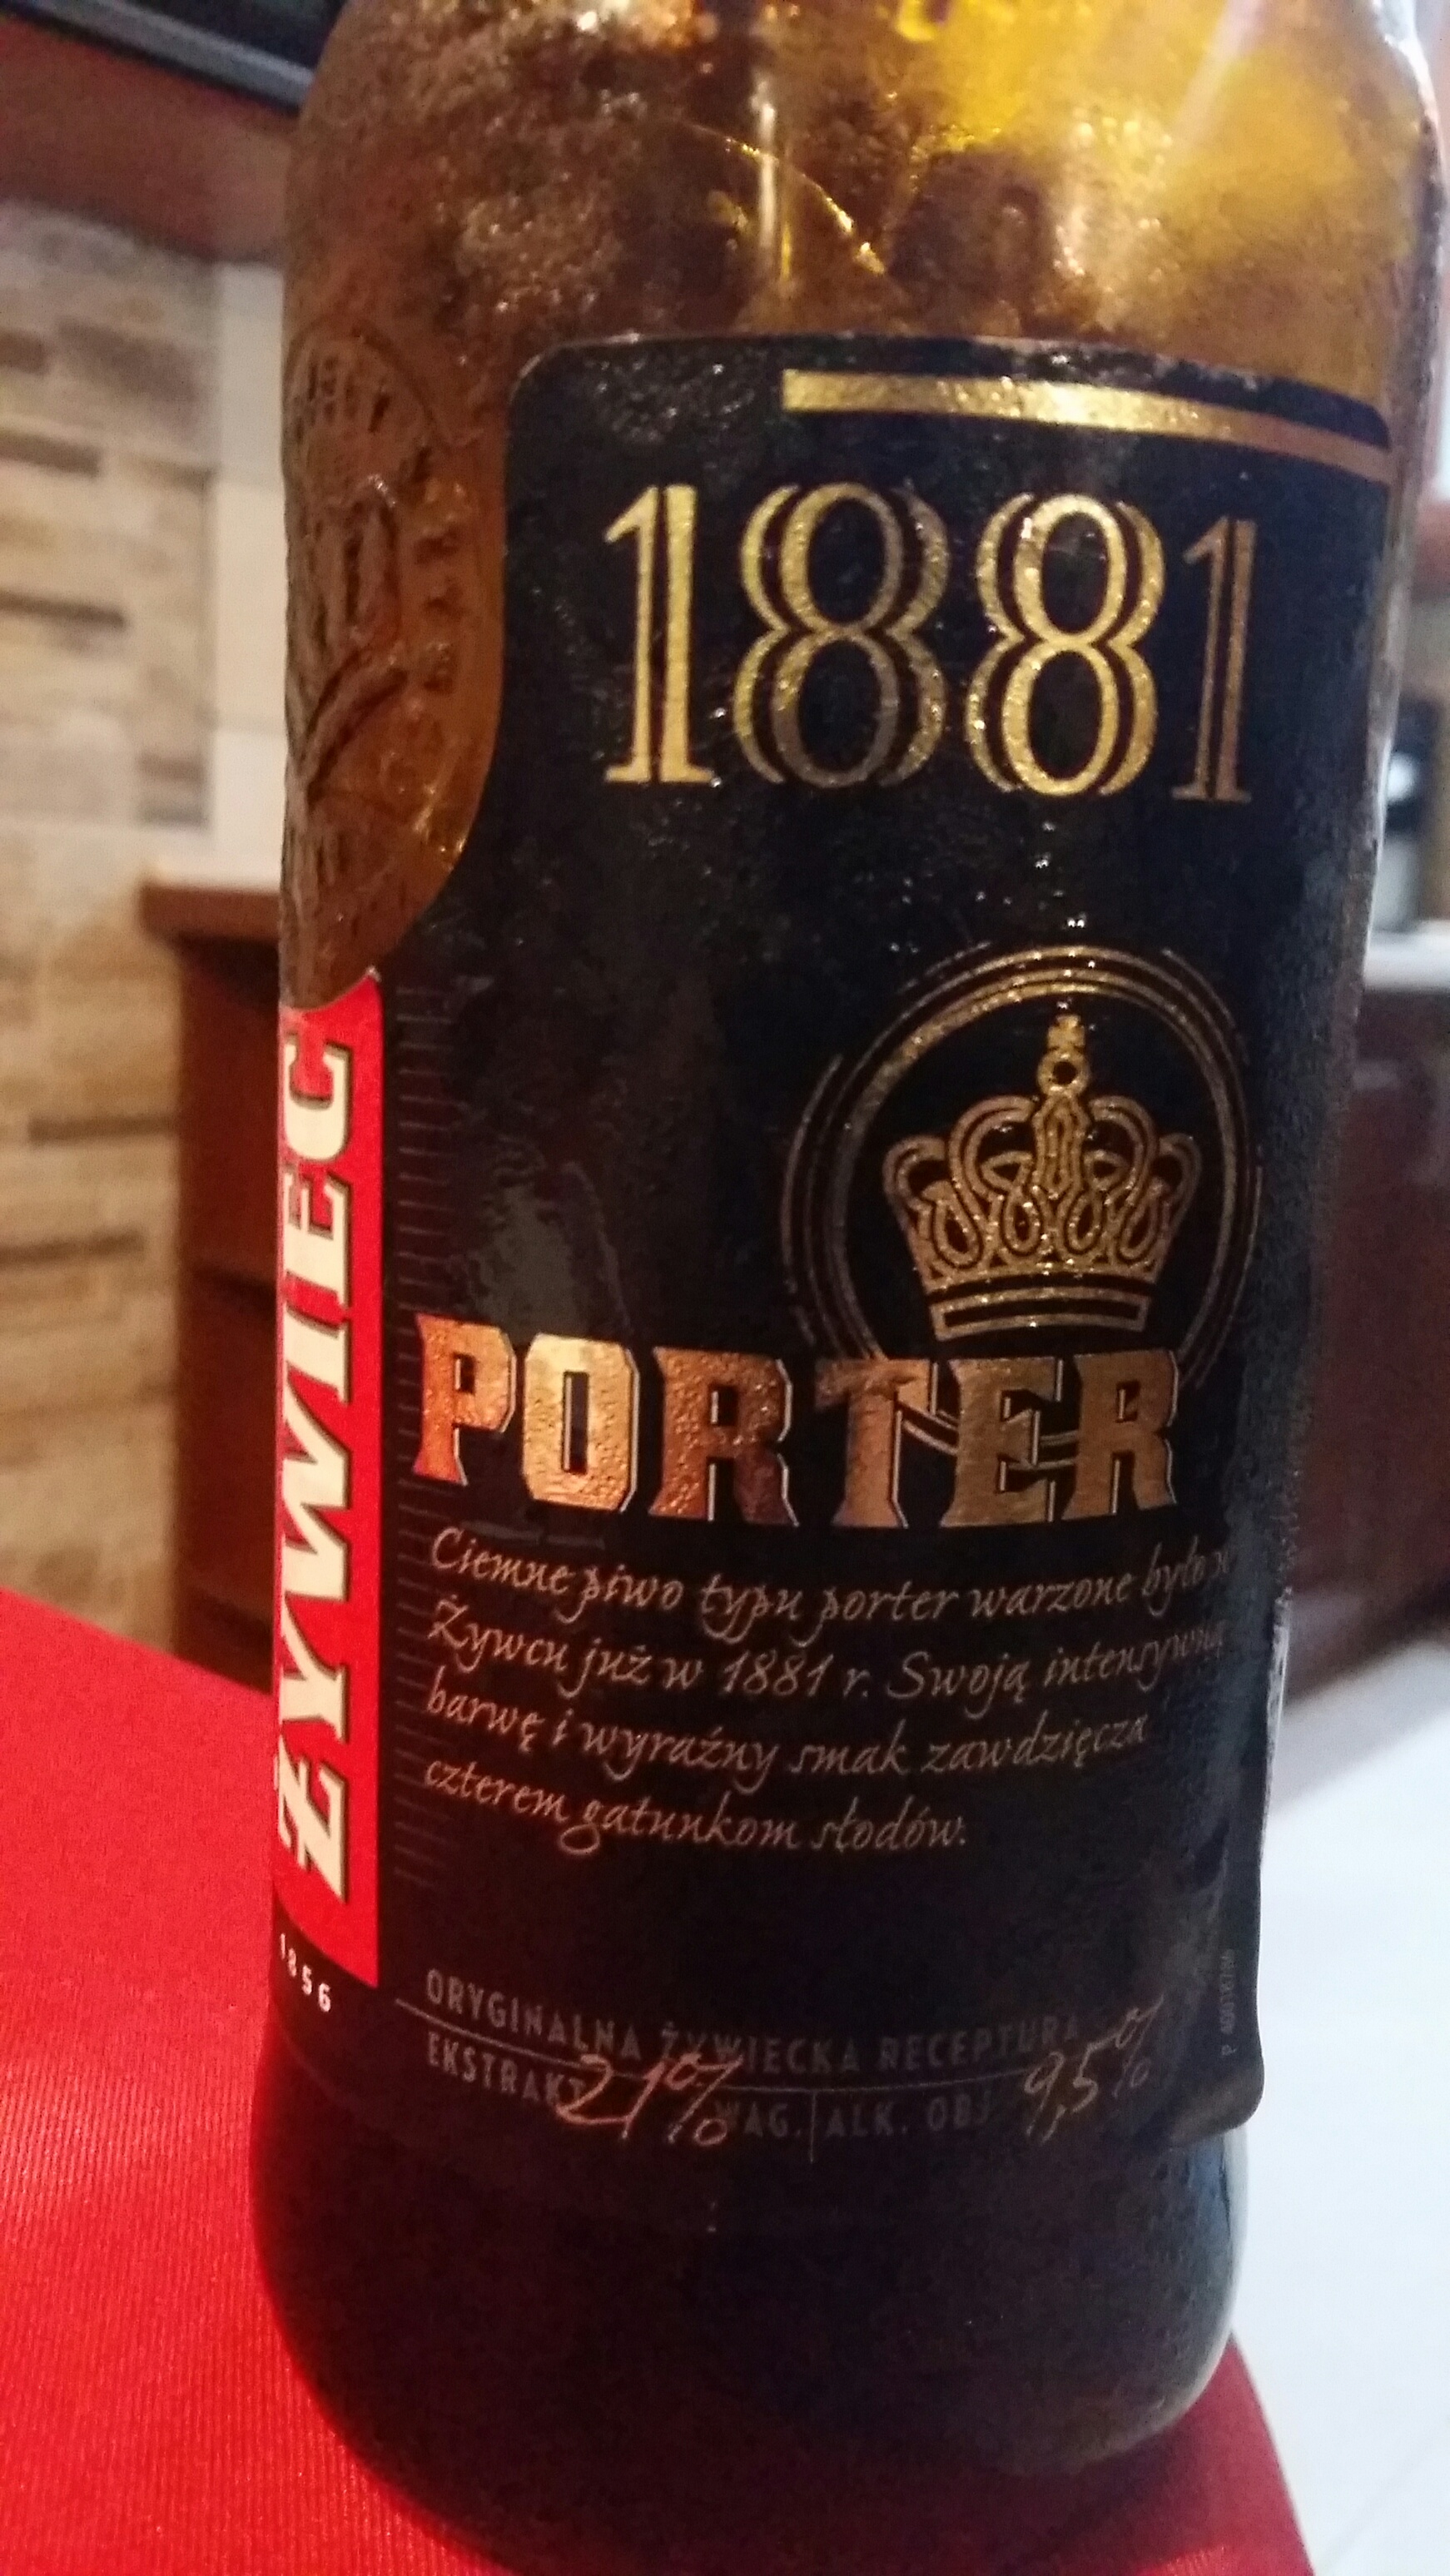 1881
ŻYWIEC
1856
PORTER
Ciemne piwo typu porter warzone było w
Żywcu już w 1881 r. Swoją intensywną
barwę i wyraźny smak zawdzięcza
czterem gatunkom słodów.
ORYGINALNA ŻYWIECKA RECEPTURA
EKSTRAKT 21% WAG. ALK. OBJ 9,5%